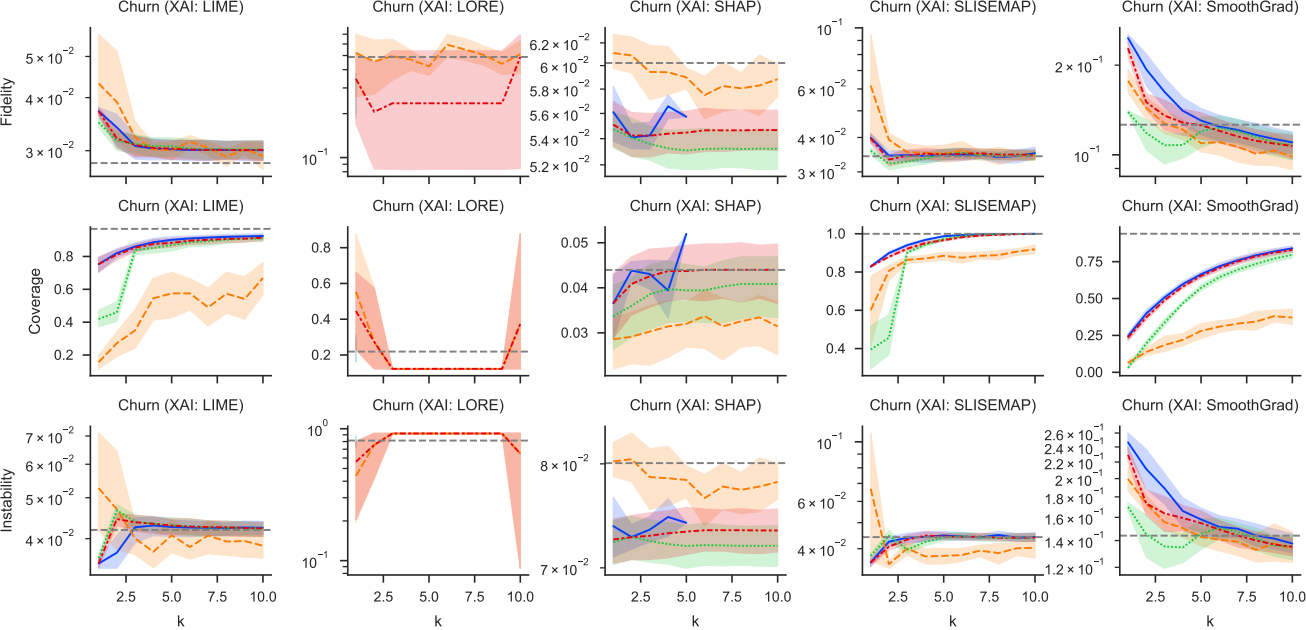 Churn (XAI: LIME) Churn (XAI: LORE) Churn (XAI: SHAP) Churn (XAI: SLISEMAP) Churn (XAI: SmoothGrad)
Fidelity
5 × 10⁻²
4 × 10⁻²
3 × 10⁻²
10⁻¹
6.2 × 10⁻²
6 × 10⁻²
5.8 × 10⁻²
5.6 × 10⁻²
5.4 × 10⁻²
5.2 × 10⁻²
10⁻¹
6 × 10⁻²
4 × 10⁻²
3 × 10⁻²
2 × 10⁻¹
10⁻¹
Churn (XAI: LIME) Churn (XAI: LORE) Churn (XAI: SHAP) Churn (XAI: SLISEMAP) Churn (XAI: SmoothGrad)
Coverage
0.8
0.6
0.4
0.2
0.8
0.6
0.4
0.2
0.05
0.04
0.03
1.0
0.8
0.6
0.4
0.75
0.50
0.25
0.00
Churn (XAI: LIME) Churn (XAI: LORE) Churn (XAI: SHAP) Churn (XAI: SLISEMAP) Churn (XAI: SmoothGrad)
Instability
7 × 10⁻²
6 × 10⁻²
5 × 10⁻²
4 × 10⁻²
10⁰
10⁻¹
8 × 10⁻²
7 × 10⁻²
10⁻¹
6 × 10⁻²
4 × 10⁻²
2.6 × 10⁻¹
2.4 × 10⁻¹
2.2 × 10⁻¹
2 × 10⁻¹
1.8 × 10⁻¹
1.6 × 10⁻¹
1.4 × 10⁻¹
1.2 × 10⁻¹
2.5 5.0 7.5 10.0 2.5 5.0 7.5 10.0 2.5 5.0 7.5 10.0 2.5 5.0 7.5 10.0 2.5 5.0 7.5 10.0
k k k k k